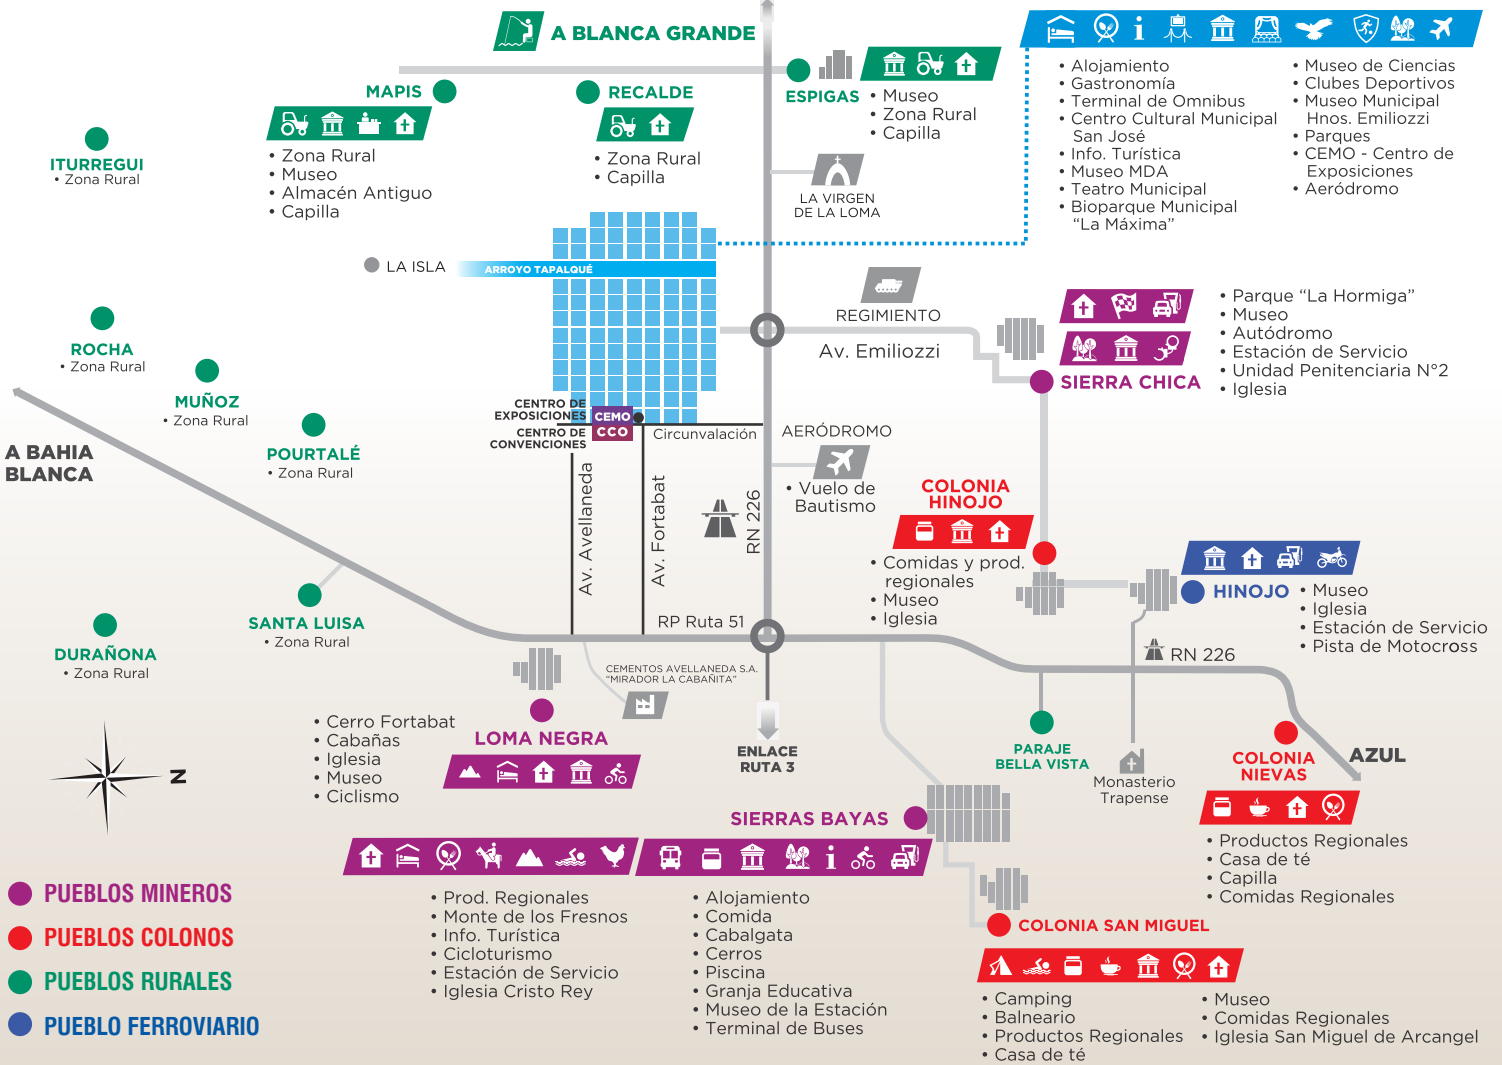 A BLANCA GRANDE
MAPIS
• Zona Rural
• Museo
• Almacén Antiguo
• Capilla
RECALDE
• Zona Rural
• Capilla
ESPIGAS
• Museo
• Zona Rural
• Capilla
• Alojamiento
• Gastronomía
• Terminal de Omnibus
• Centro Cultural Municipal
San José
• Info. Turística
• Museo MDA
• Teatro Municipal
• Bioparque Municipal
“La Máxima”
• Museo de Ciencias
• Clubes Deportivos
• Museo Municipal
Hnos. Emiliozzi
• Parques
• CEMO - Centro de
Exposiciones
• Aeródromo
ITURREGUI
• Zona Rural
LA VIRGEN
DE LA LOMA
LA ISLA
ARROYO TAPALQUÉ
REGIMIENTO
Av. Emiliozzi
• Parque “La Hormiga”
• Museo
• Autódromo
• Estación de Servicio
• Unidad Penitenciaria N°2
• Iglesia
SIERRA CHICA
ROCHA
• Zona Rural
MUÑOZ
• Zona Rural
POURTALÉ
• Zona Rural
A BAHIA
BLANCA
CENTRO DE
EXPOSICIONES
CEMO
CENTRO DE
CONVENCIONES
CCO
Circunvalación
AERÓDROMO
• Vuelo de
Bautismo
Av. Avellaneda
Av. Fortabat
RN 226
COLONIA
HINOJO
• Comidas y prod.
regionales
• Museo
• Iglesia
HINOJO
• Museo
• Iglesia
• Estación de Servicio
• Pista de Motocross
SANTA LUISA
• Zona Rural
DURAÑONA
• Zona Rural
RP Ruta 51
RN 226
CEMENTOS AVELLANEDA S.A.
“MIRADOR LA CABAÑITA”
• Cerro Fortabat
• Cabañas
• Iglesia
• Museo
• Ciclismo
LOMA NEGRA
ENLACE
RUTA 3
PARAJE
BELLA VISTA
Monasterio
Trapense
COLONIA
NIEVAS
AZUL
• Productos Regionales
• Casa de té
• Capilla
• Comidas Regionales
N
SIERRAS BAYAS
• Prod. Regionales
• Monte de los Fresnos
• Info. Turística
• Cicloturismo
• Estación de Servicio
• Iglesia Cristo Rey
• Alojamiento
• Comida
• Cabalgata
• Cerros
• Piscina
• Granja Educativa
• Museo de la Estación
• Terminal de Buses
COLONIA SAN MIGUEL
• Camping
• Balneario
• Productos Regionales
• Casa de té
• Museo
• Comidas Regionales
• Iglesia San Miguel de Arcangel
PUEBLOS MINEROS
PUEBLOS COLONOS
PUEBLOS RURALES
PUEBLO FERROVIARIO